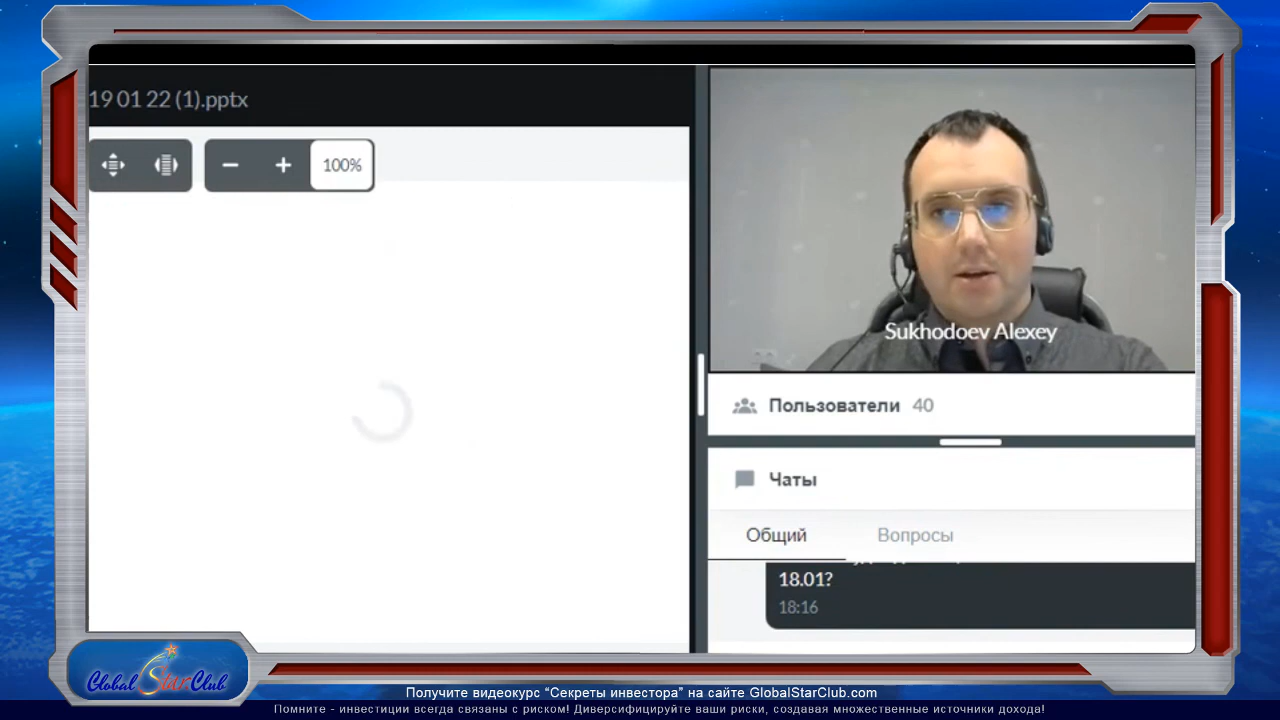 19 01 22 (1).pptx
100%
Sukhodoev Alexey
Пользователи 40
Чаты
Общий Вопросы
18.01?
18:16
Global Star Club
Получите видеокурс “Секреты инвестора” на сайте GlobalStarClub.com
Помните - инвестиции всегда связаны с риском! Диверсифицируйте ваши риски, создавая множественные источники дохода!